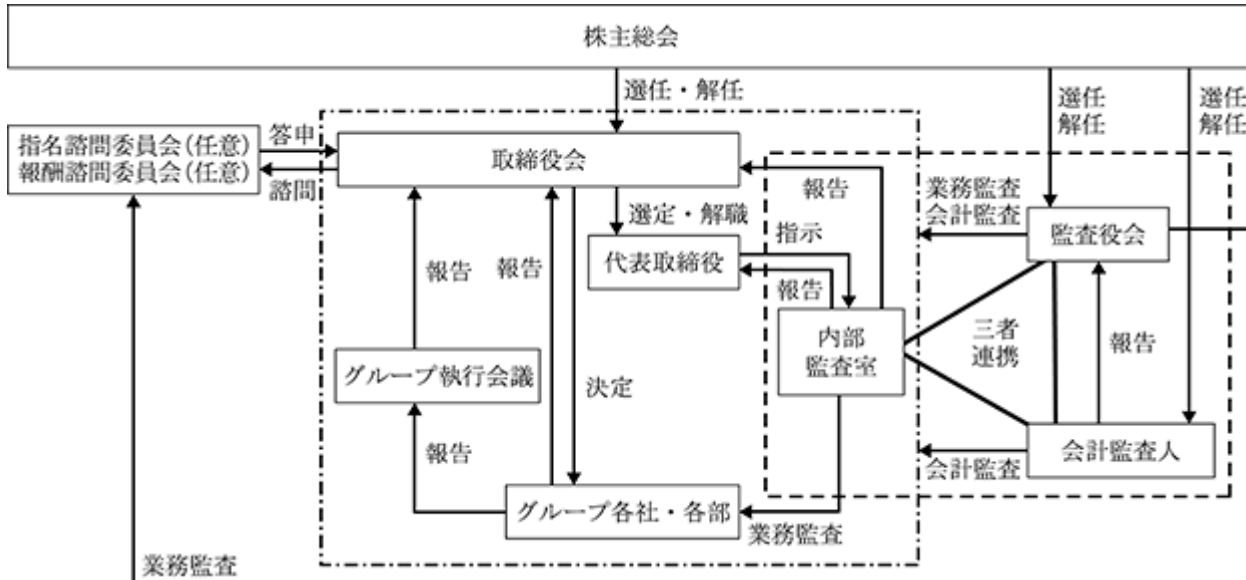 株主総会
選任・解任
選任
解任
選任
解任
指名諮問委員会(任意)
報酬諮問委員会(任意)
答申
諮問
取締役会
報告
業務監査
会計監査
監査役会
選定・解職
指示
代表取締役
報告
報告
報告
内部
監査室
三者
連携
報告
グループ執行会議
決定
報告
会計監査人
会計監査
グループ各社・各部
業務監査
業務監査